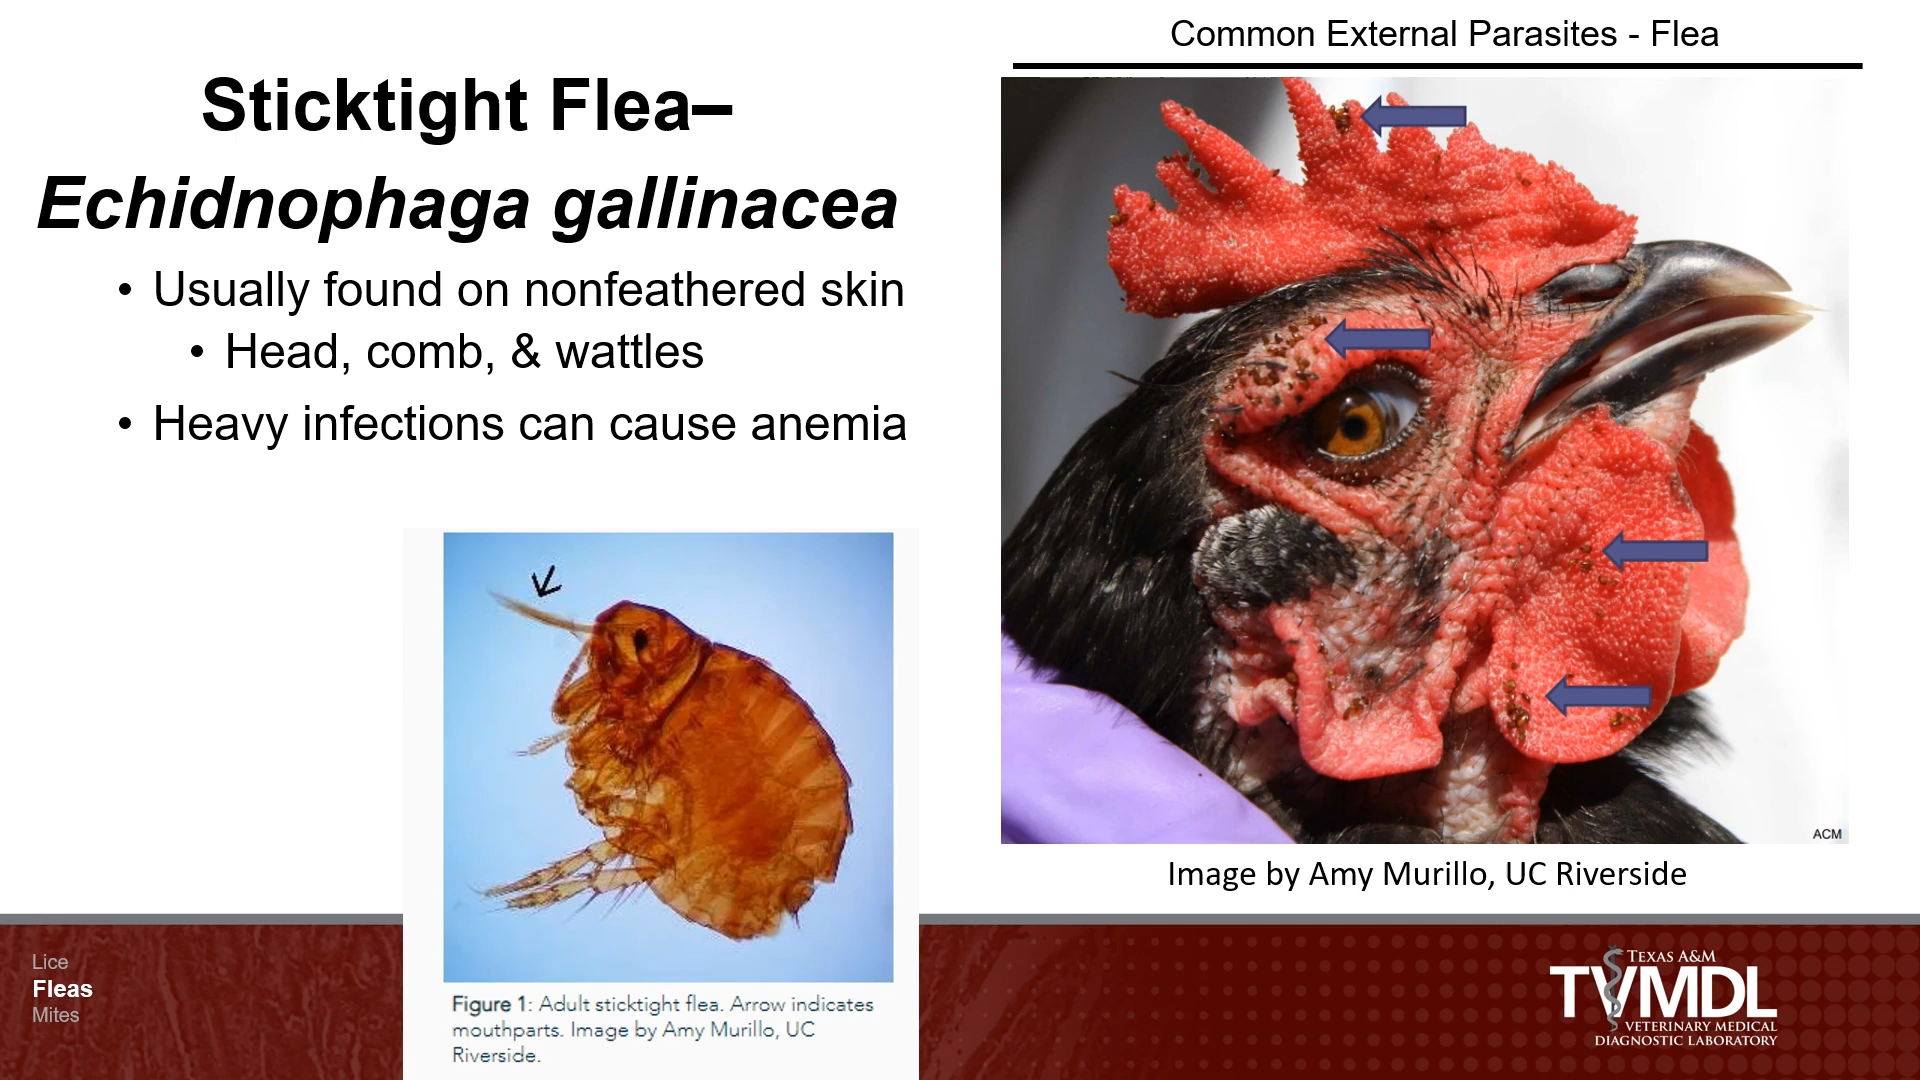 Common External Parasites - Flea
Sticktight Flea–
Echidnophaga gallinacea
• Usually found on nonfeathered skin
• Head, comb, & wattles
• Heavy infections can cause anemia
ACM
Image by Amy Murillo, UC Riverside
Figure 1: Adult sticktight flea. Arrow indicates
mouthparts. Image by Amy Murillo, UC
Riverside.
Lice
Fleas
Mites
TEXAS A&M
TVMDL
VETERINARY MEDICAL
DIAGNOSTIC LABORATORY